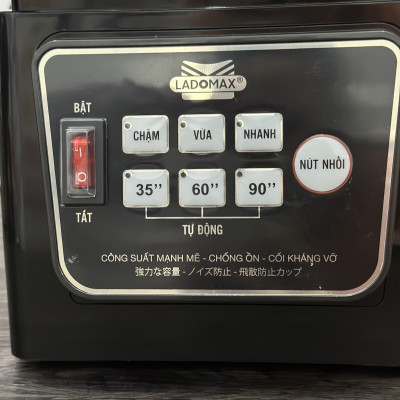 LADOMAX®
BẬT
CHẬM VỪA NHANH
NÚT NHỒI
35’’ 60’’ 90’’
TẮT
TỰ ĐỘNG
CÔNG SUẤT MẠNH MẼ - CHỐNG ỒN - CỐI KHÁNG VỠ
強力な容量 - ノイズ防止 - 飛散防止カップ